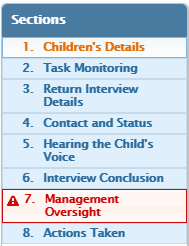 Sections
1. Children's Details
2. Task Monitoring
3. Return Interview
Details
4. Contact and Status
5. Hearing the Child's
Voice
6. Interview Conclusion
7. Management
Oversight
8. Actions Taken